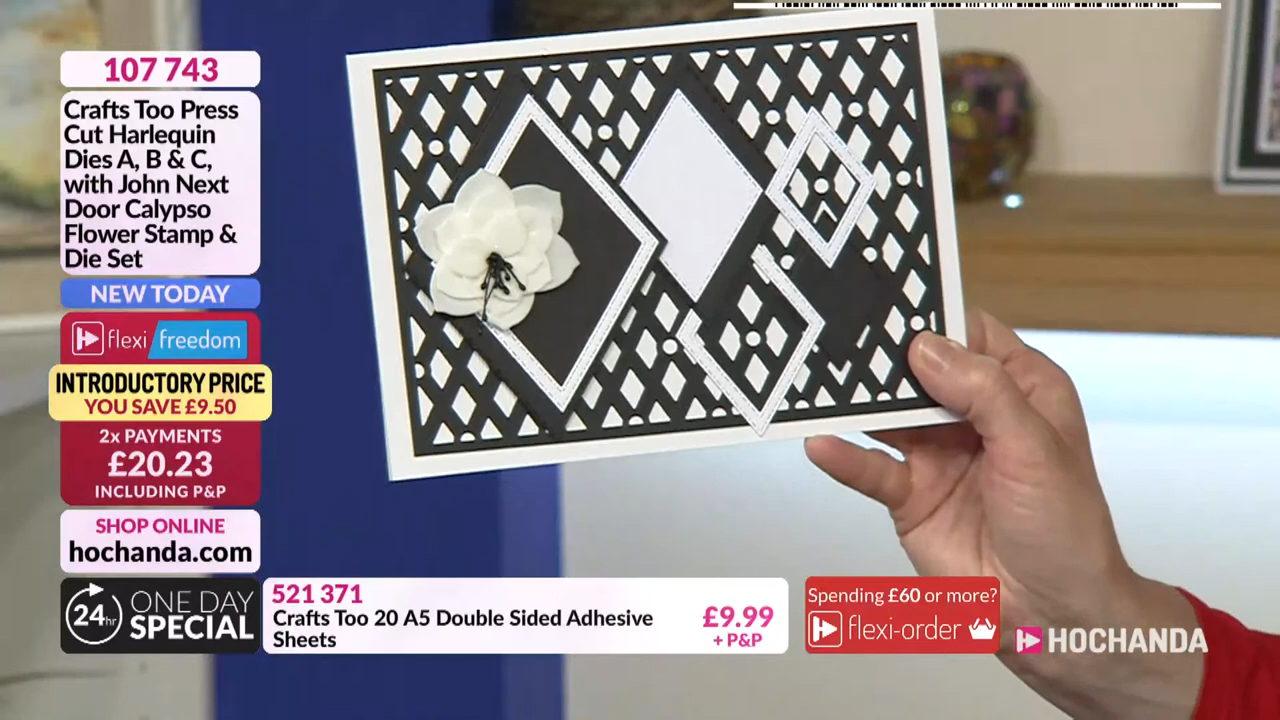 107 743
Crafts Too Press
Cut Harlequin
Dies A, B & C,
with John Next
Door Calypso
Flower Stamp &
Die Set
NEW TODAY
flexi freedom
INTRODUCTORY PRICE
YOU SAVE £9.50
2x PAYMENTS
£20.23
INCLUDING P&P
SHOP ONLINE
hochanda.com
24hr ONE DAY
SPECIAL
521 371
Crafts Too 20 A5 Double Sided Adhesive
Sheets
£9.99
+ P&P
Spending £60 or more?
flexi-order
HOCHANDA